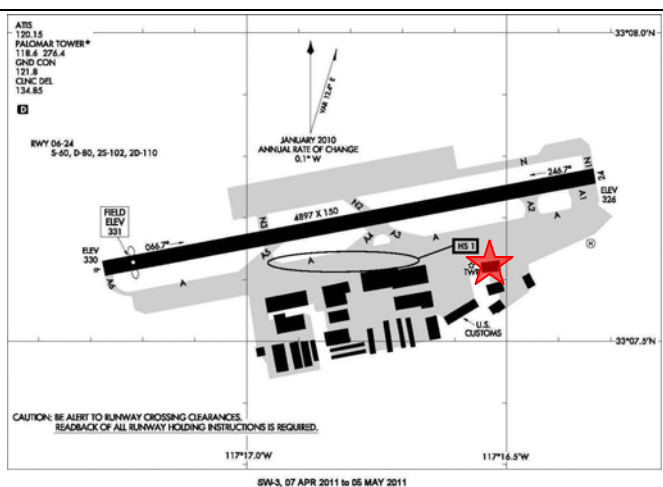 ATIS
120.15
PALOMAR TOWER*
118.6 276.4
GND CON
121.8
CLNC DEL
134.85
D
RWY 06-24
S-60, D-80, 2S-102, 2D-110
VAR 12.4° E
JANUARY 2010
ANNUAL RATE OF CHANGE
0.1° W
33°08.0'N
N
N1
246.7°
24
ELEV
326
A1
A2
A
FIELD
ELEV
331
N3
4897 X 150
N2
066.7°
ELEV
330
6
A6
A
A5
A
A4
A3
A
HS 1
TWR
H
U.S.
CUSTOMS
33°07.5'N
CAUTION: BE ALERT TO RUNWAY CROSSING CLEARANCES.
READBACK OF ALL RUNWAY HOLDING INSTRUCTIONS IS REQUIRED.
117°17.0'W
117°16.5'W
SW-3, 07 APR 2011 to 05 MAY 2011